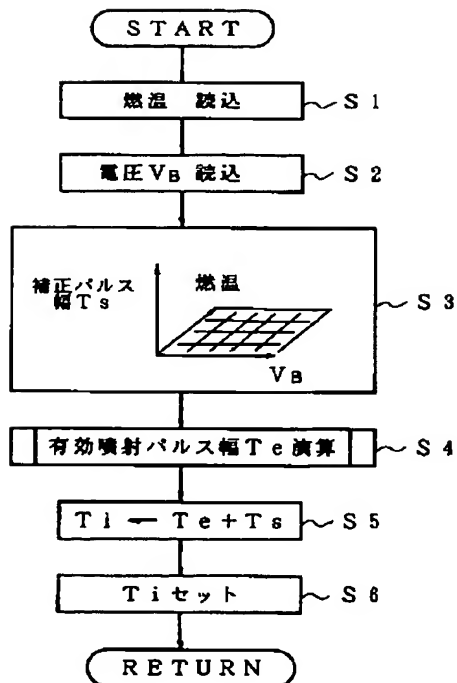 START
燃温 読込
S1
電圧VB 読込
S2
補正パルス
幅Ts
燃温
VB
S3
有効噴射パルス幅Te演算
S4
Ti ← Te+Ts
S5
Tiセット
S6
RETURN